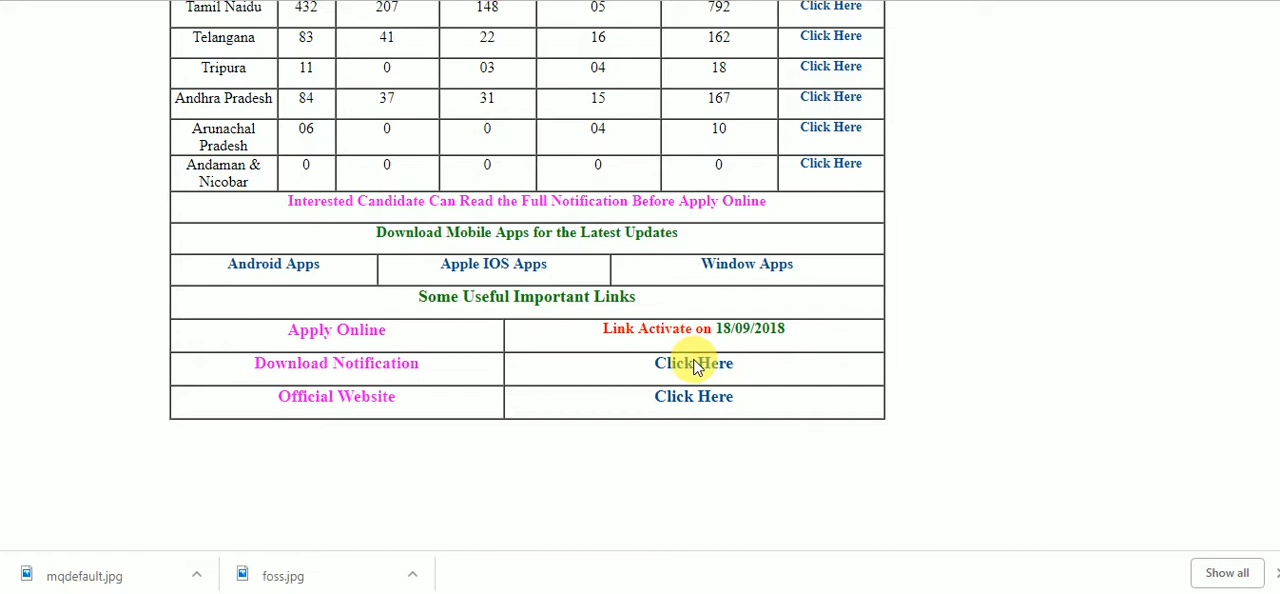 Tamil Naidu 432 207 148 05 792 Click Here
Telangana 83 41 22 16 162 Click Here
Tripura 11 0 03 04 18 Click Here
Andhra Pradesh 84 37 31 15 167 Click Here
Arunachal 06 0 0 04 10 Click Here
Pradesh
Andaman & 0 0 0 0 0 Click Here
Nicobar
Interested Candidate Can Read the Full Notification Before Apply Online
Download Mobile Apps for the Latest Updates
Android Apps Apple IOS Apps Window Apps
Some Useful Important Links
Apply Online Link Activate on 18/09/2018
Download Notification Click Here
Official Website Click Here
mqdefault.jpg foss.jpg Show all